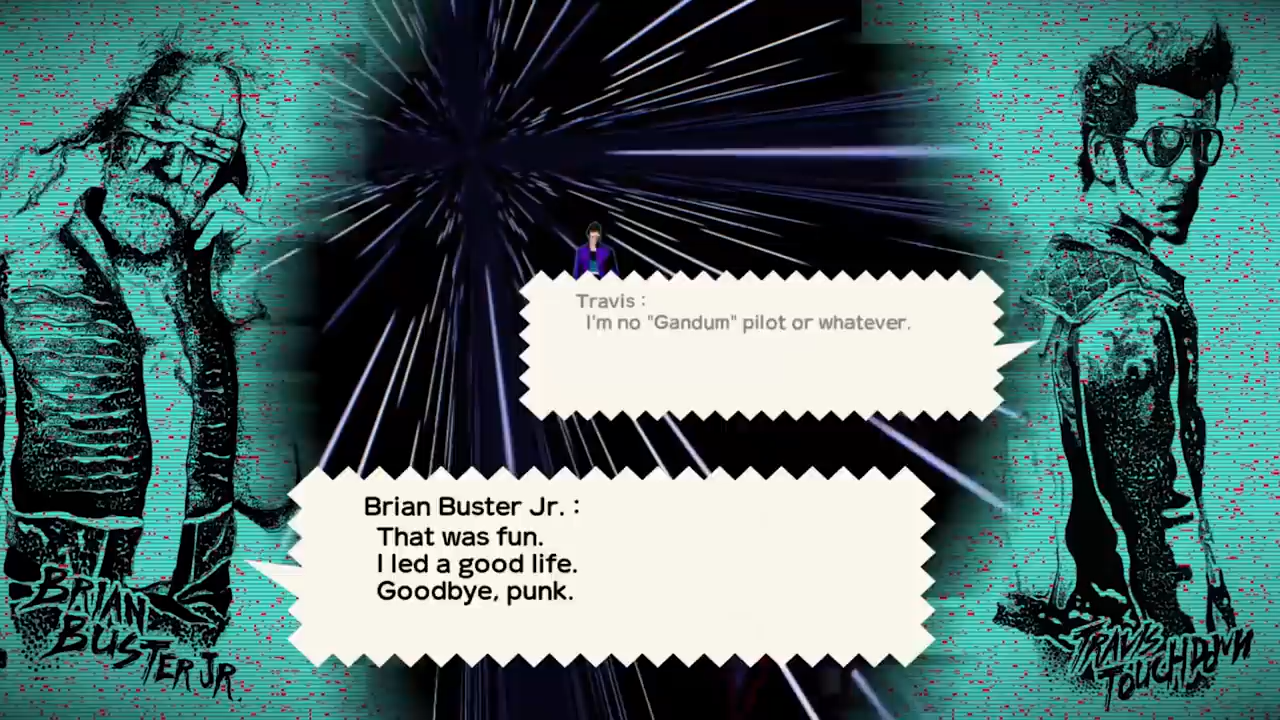 Travis :
I'm no "Gandum" pilot or whatever.
Brian Buster Jr. :
That was fun.
I led a good life.
Goodbye, punk.
BRIAN
BUSTER JR.
TRAVIS
TOUCHDOWN